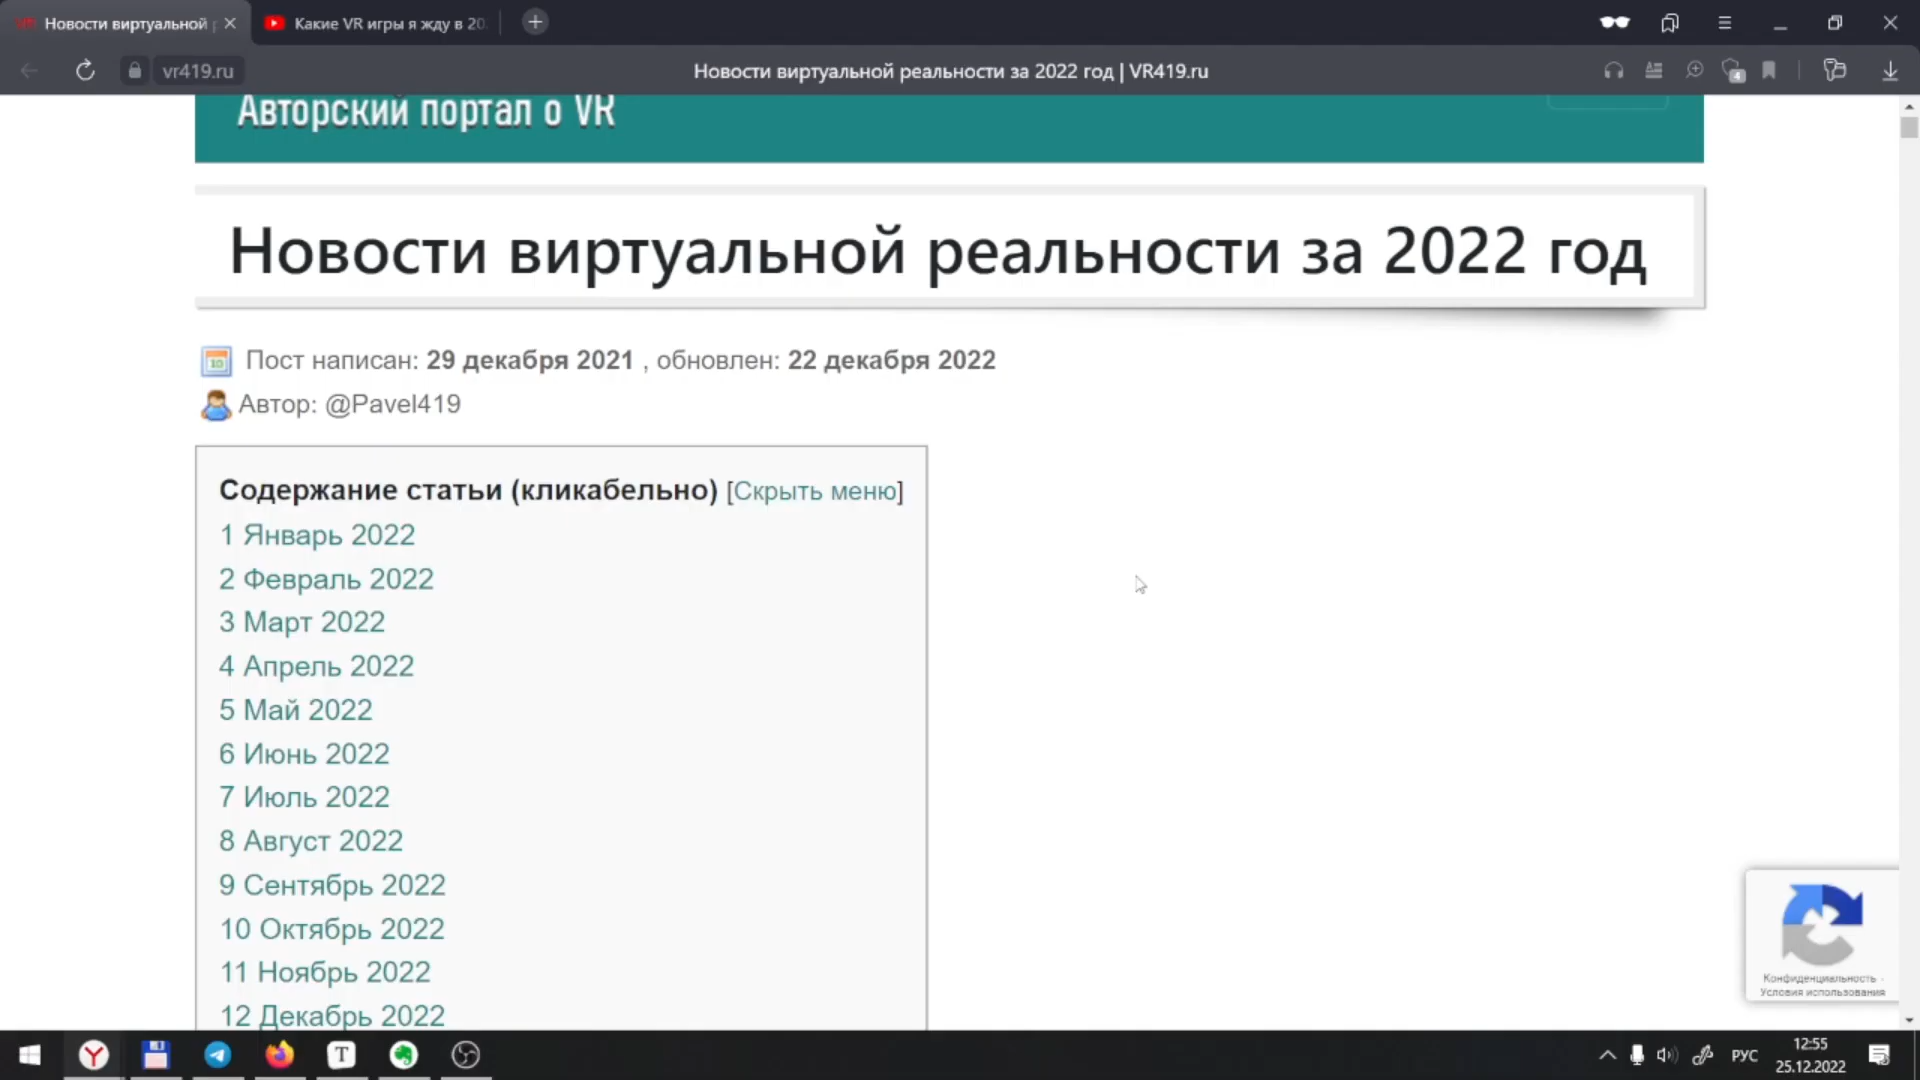 Новости виртуальной
Какие VR игры я жду в 20
vr419.ru
Новости виртуальной реальности за 2022 год | VR419.ru
4
Авторский портал о VR
Новости виртуальной реальности за 2022 год
10
Пост написан: 29 декабря 2021 , обновлен: 22 декабря 2022
Автор: @Pavel419
Содержание статьи (кликабельно) [Скрыть меню]
1 Январь 2022
2 Февраль 2022
3 Март 2022
4 Апрель 2022
5 Май 2022
6 Июнь 2022
7 Июль 2022
8 Август 2022
9 Сентябрь 2022
10 Октябрь 2022
11 Ноябрь 2022
12 Декабрь 2022
Конфиденциальность -
Условия использования
T
РУС
12:55
25.12.2022